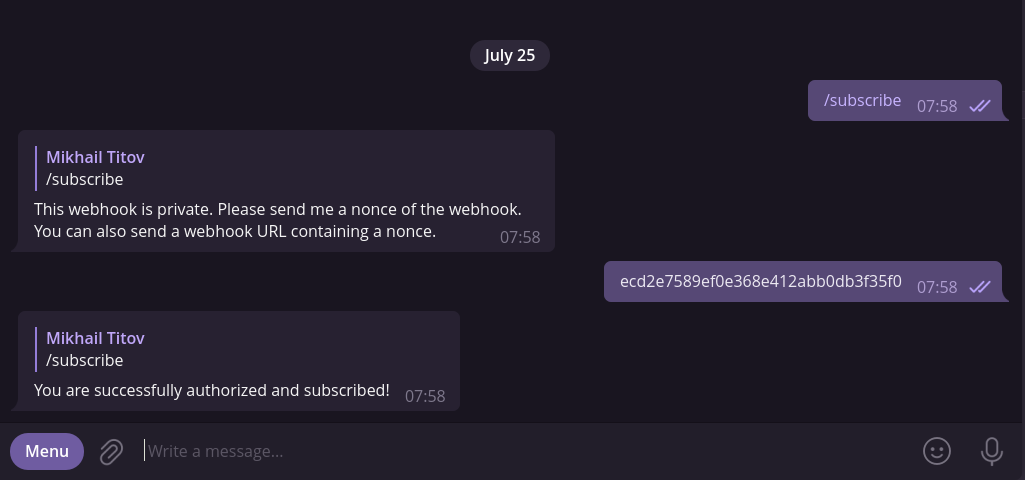 July 25
/subscribe 07:58
Mikhail Titov
/subscribe
This webhook is private. Please send me a nonce of the webhook.
You can also send a webhook URL containing a nonce. 07:58
ecd2e7589ef0e368e412abb0db3f35f0 07:58
Mikhail Titov
/subscribe
You are successfully authorized and subscribed! 07:58
Menu Write a message...